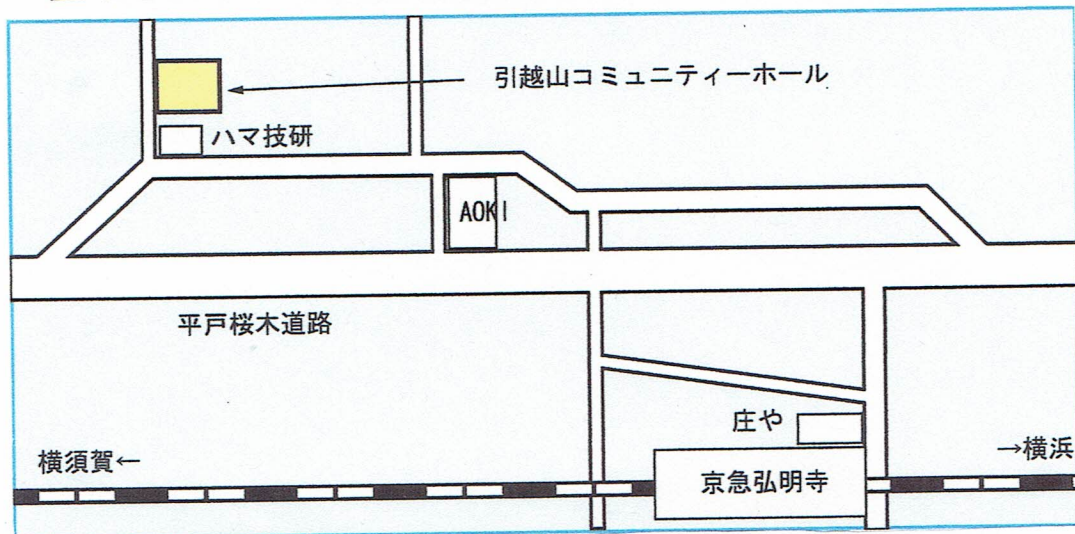 引越山コミュニティーホール
ハマ技研
AOKI
平戸桜木道路
庄や
横須賀←
→横浜
京急弘明寺